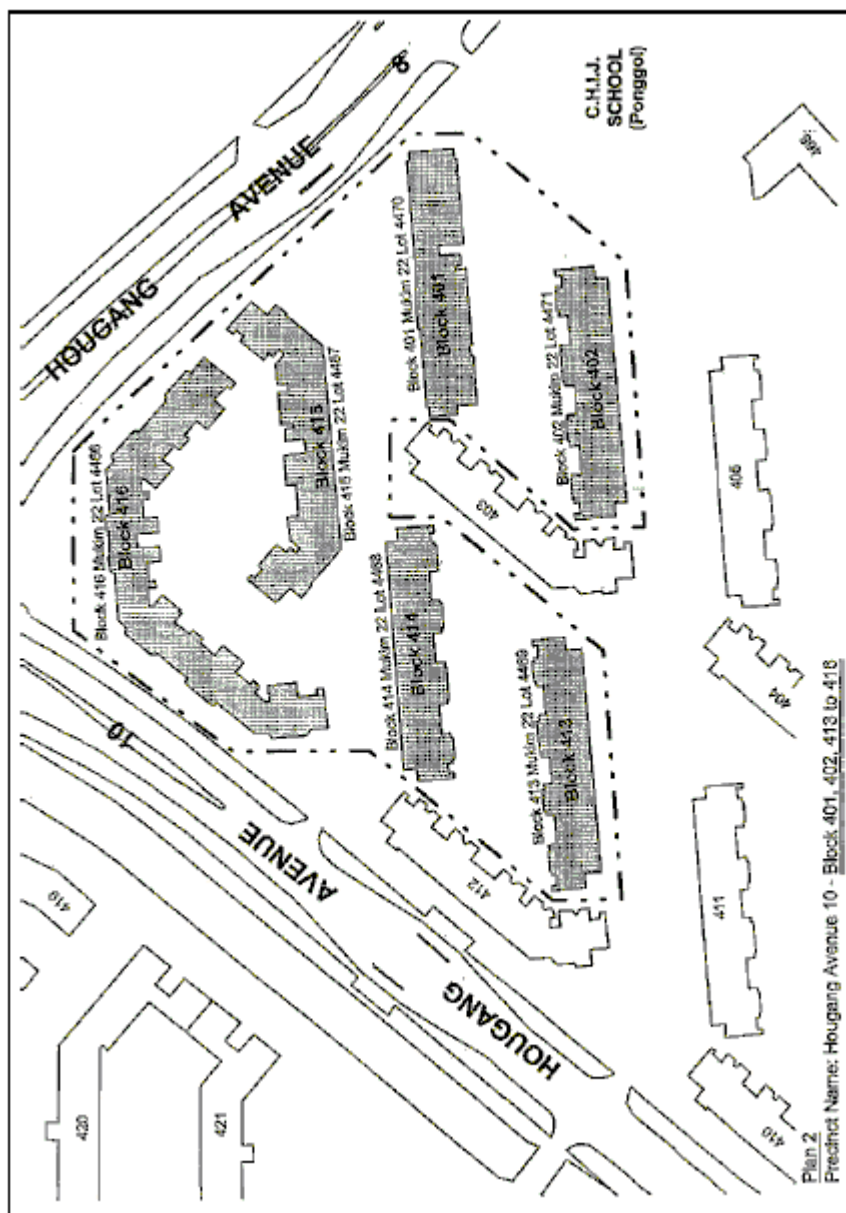 420
421
419
HOUGANG
AVENUE
10
HOUGANG
AVENUE
8
Block 416 Mukim 22 Lot 4466
Block 416
Block 415
Block 415 Mukim 22 Lot 4467
Block 414 Mukim 22 Lot 4468
Block 414
Block 401 Mukim 22 Lot 4470
Block 401
412
403
Block 413 Mukim 22 Lot 4469
Block 413
Block 402 Mukim 22 Lot 4471
Block 402
C.H.I.J.
SCHOOL
(Ponggol)
410
411
404
405
Plan 2
Precinct Name: Hougang Avenue 10 - Block 401, 402, 413 to 416